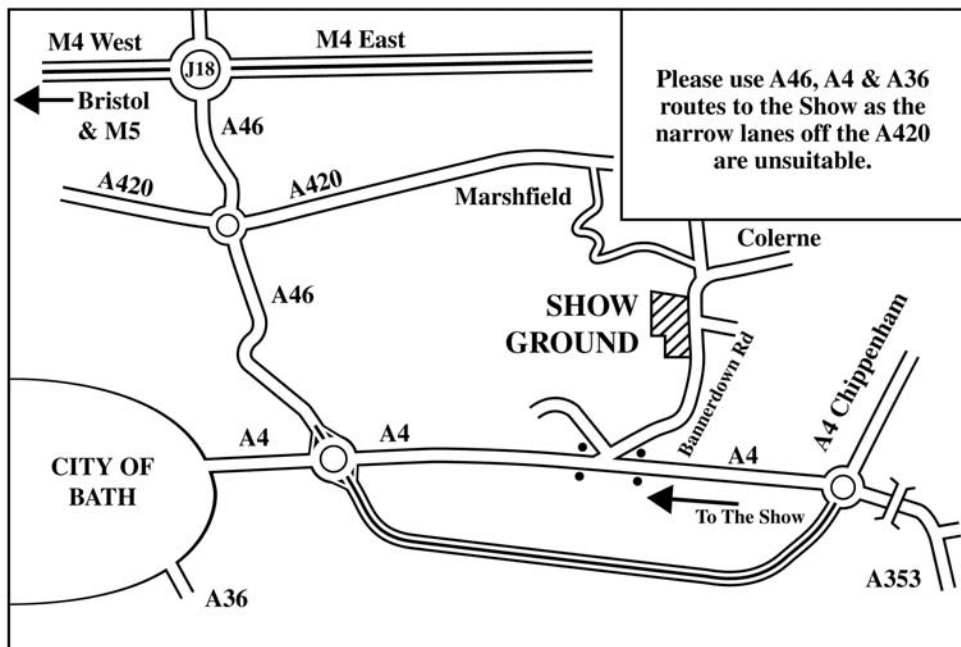 M4 West
M4 East
J18
Bristol
& M5
A46
Please use A46, A4 & A36
routes to the Show as the
narrow lanes off the A420
are unsuitable.
A420
A420
Marshfield
Colerne
A46
SHOW
GROUND
Bannerdown Rd
A4 Chippenham
A4
A4
A4
CITY OF
BATH
To The Show
A36
A353